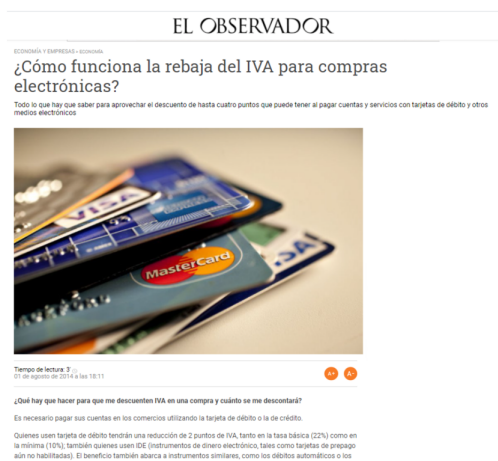 EL OBSERVADOR
ECONOMÍA Y EMPRESAS › ECONOMÍA
¿Cómo funciona la rebaja del IVA para compras
electrónicas?
Todo lo que hay que saber para aprovechar el descuento de hasta cuatro puntos que puede tener al pagar cuentas y servicios con tarjetas de débito y otros
medios electrónicos
VISA
VISA
MasterCard
Tiempo de lectura: 3'
01 de agosto de 2014 a las 18:11
A+ A-
¿Qué hay que hacer para que me descuenten IVA en una compra y cuánto se me descontará?
Es necesario pagar sus cuentas en los comercios utilizando la tarjeta de débito o la de crédito.
Quienes usen tarjeta de débito tendrán una reducción de 2 puntos de IVA, tanto en la tasa básica (22%) como en
la mínima (10%); también quienes usen IDE (instrumentos de dinero electrónico, tales como tarjetas de prepago
aún no habilitadas). El beneficio también abarca a instrumentos similares, como los débitos automáticos o los